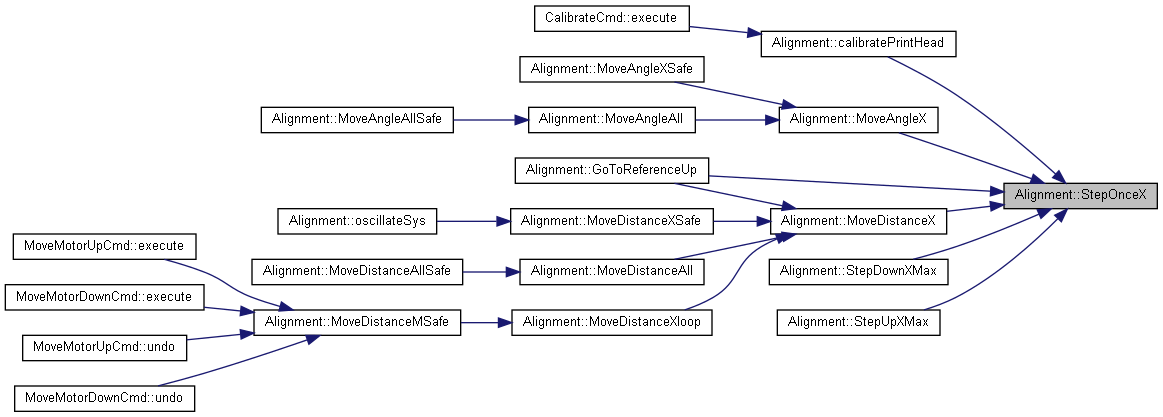 CalibrateCmd::execute
Alignment::calibratePrintHead
Alignment::MoveAngleXSafe
Alignment::MoveAngleAllSafe
Alignment::MoveAngleAll
Alignment::MoveAngleX
Alignment::GoToReferenceUp
Alignment::StepOnceX
Alignment::oscillateSys
Alignment::MoveDistanceXSafe
Alignment::MoveDistanceX
MoveMotorUpCmd::execute
Alignment::MoveDistanceAllSafe
Alignment::MoveDistanceAll
Alignment::StepDownXMax
MoveMotorDownCmd::execute
Alignment::MoveDistanceMSafe
Alignment::MoveDistanceXloop
Alignment::StepUpXMax
MoveMotorUpCmd::undo
MoveMotorDownCmd::undo